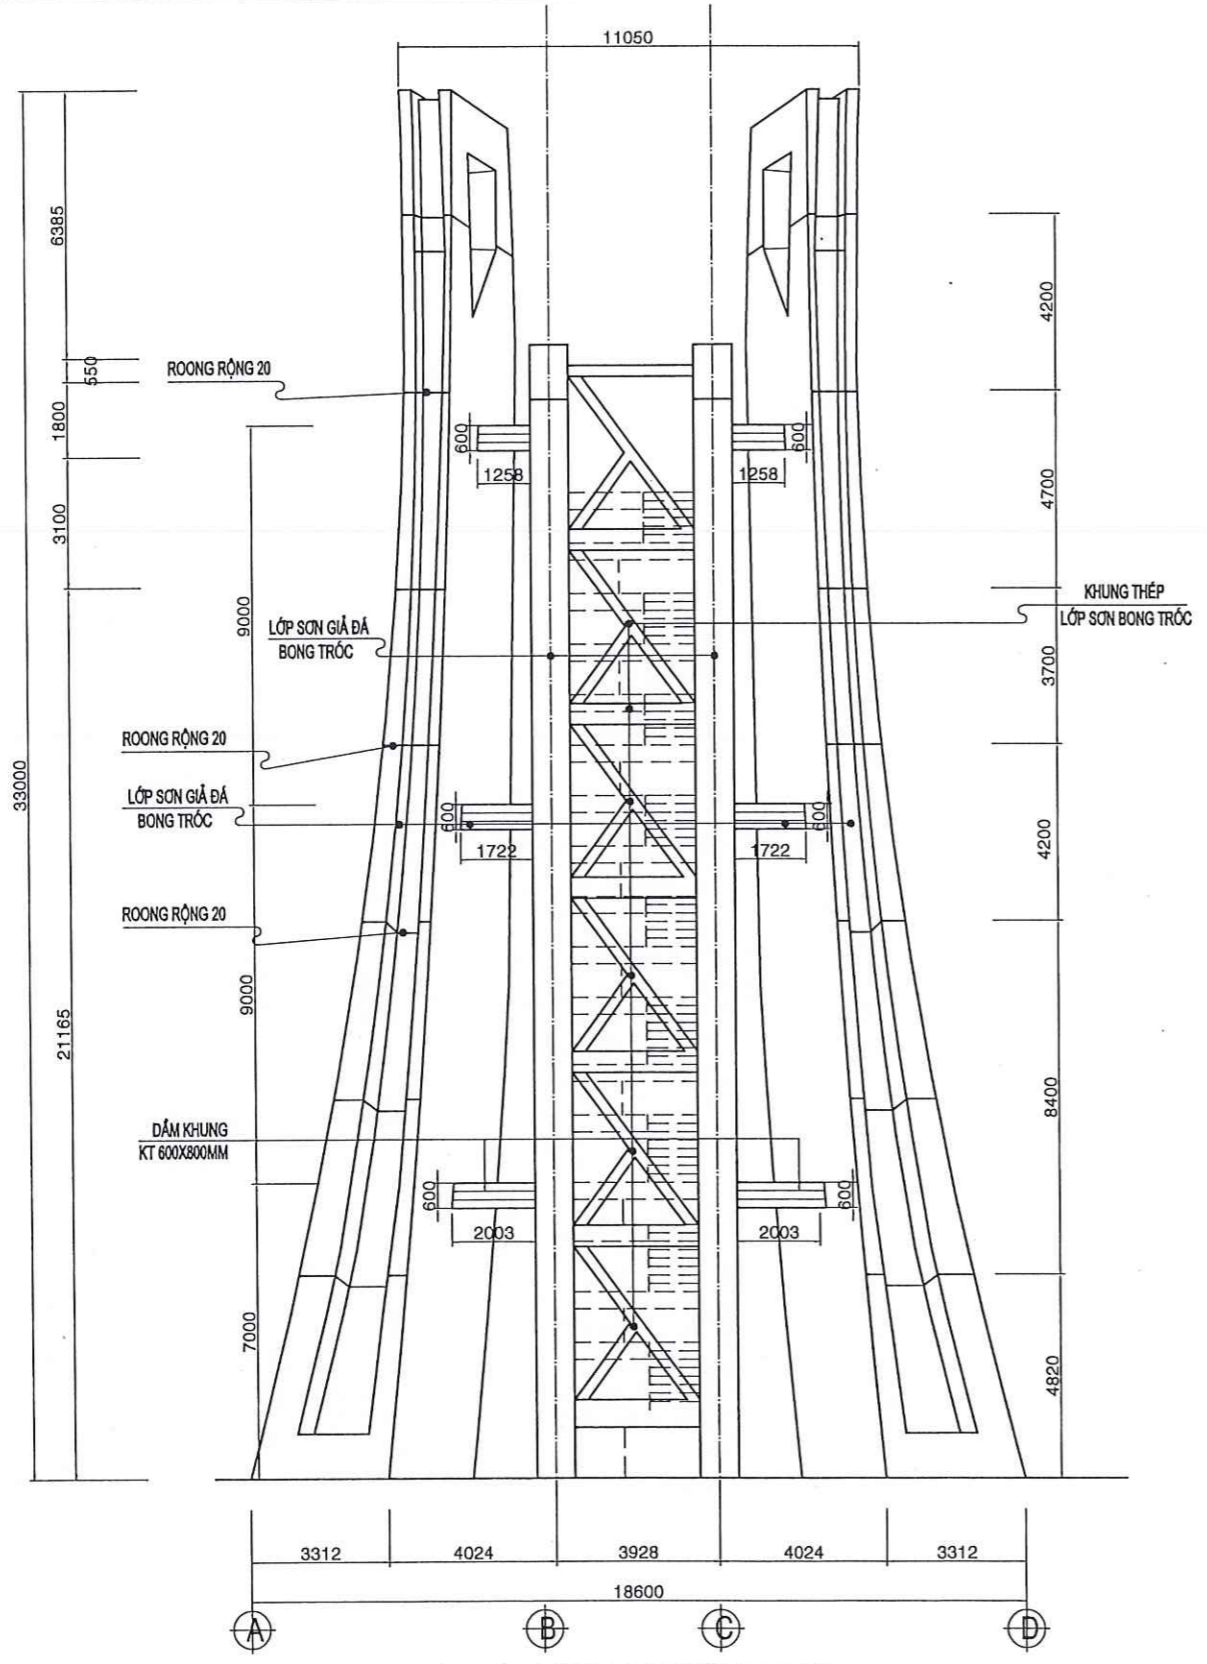 11050
6385
4200
550
ROONG RỘNG 20
1800
600
600
1258
1258
4700
3100
9000
KHUNG THÉP
LỚP SƠN BONG TRÓC
LỚP SƠN GIẢ ĐÁ
BONG TRÓC
3700
ROONG RỘNG 20
33000
LỚP SƠN GIẢ ĐÁ
BONG TRÓC
600
600
1722
1722
4200
ROONG RỘNG 20
9000
21165
8400
DẦM KHUNG
KT 600X800MM
600
600
2003
2003
7000
4820
3312
4024
3928
4024
3312
18600
A
B
C
D